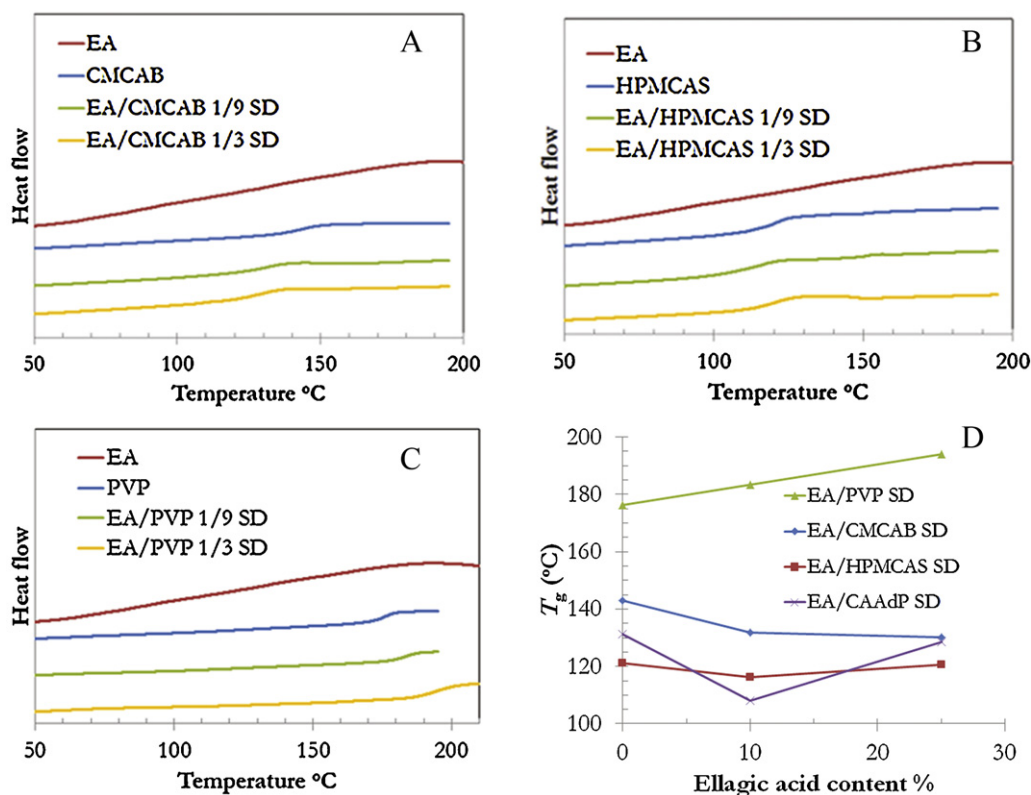 A
EA
CMCAB
EA/CMCAB 1/9 SD
EA/CMCAB 1/3 SD
Heat flow
50 100 150 200
Temperature °C
B
EA
HPMCAS
EA/HPMCAS 1/9 SD
EA/HPMCAS 1/3 SD
Heat flow
50 100 150 200
Temperature °C
C
EA
PVP
EA/PVP 1/9 SD
EA/PVP 1/3 SD
Heat flow
50 100 150 200
Temperature °C
D
200
180
160
140
120
100
Tg (°C)
EA/PVP SD
EA/CMCAB SD
EA/HPMCAS SD
EA/CAAdP SD
0 10 20 30
Ellagic acid content %